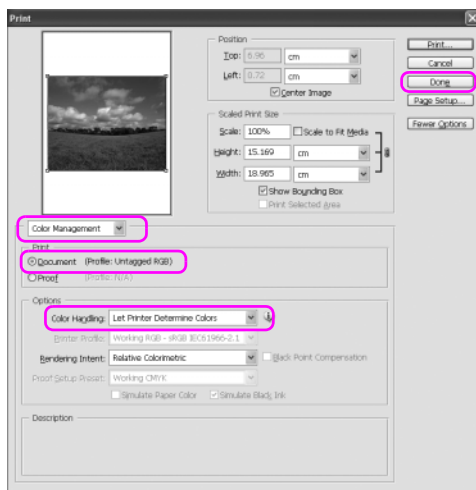 Print
Position
Top: 6.96 cm
Left: 0.72 cm
Center Image
Scaled Print Size
Scale: 100% Scale to Fit Media
Height: 15.169 cm
Width: 18.965 cm
Show Bounding Box
Print Selected Area
Print...
Cancel
Done
Page Setup...
Fewer Options
Color Management
Print
Document (Profile: Untagged RGB)
Proof (Profile: N/A)
Options
Color Handling: Let Printer Determine Colors
Printer Profile: Working RGB - sRGB IEC61966-2.1
Rendering Intent: Relative Colorimetric Black Point Compensation
Proof Setup Preset: Working CMYK
Simulate Paper Color Simulate Black Ink
Description